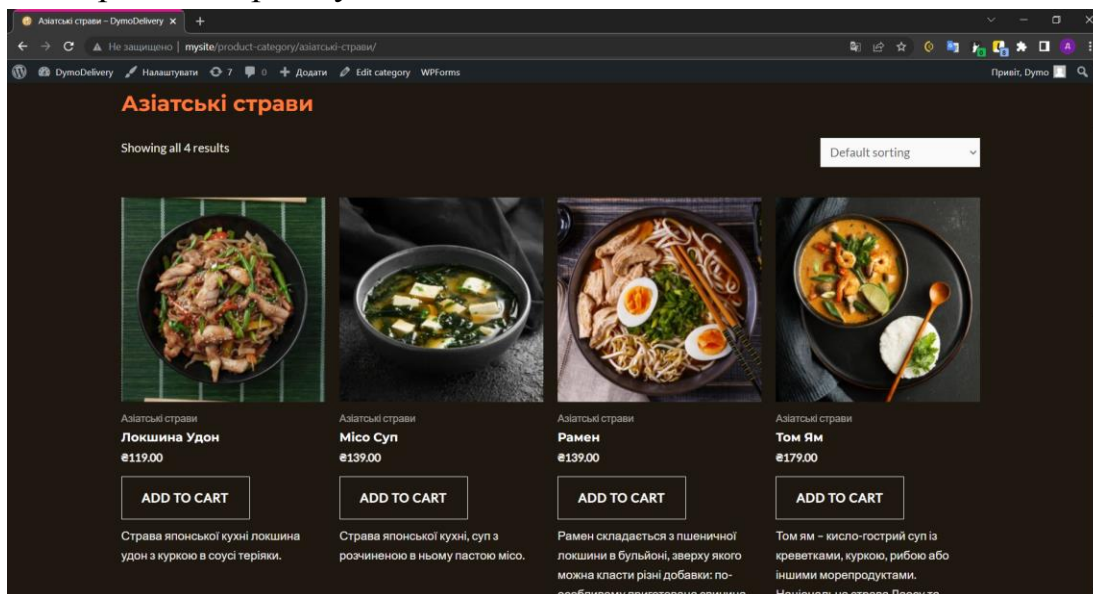 Азіатські страви – DymoDelivery
Не защищено | mysite/product-category/азіатські-страви/
DymoDelivery Налаштувати 7 0 Додати Edit category WPForms Привіт, Dymo
Азіатські страви
Showing all 4 results
Default sorting
Азіатські страви
Локшина Удон
₴119.00
ADD TO CART
Страва японської кухні локшина
удон з куркою в соусі теріяки.
Азіатські страви
Місо Суп
₴139.00
ADD TO CART
Страва японської кухні, суп з
розчиненою в ньому пастою місо.
Азіатські страви
Рамен
₴139.00
ADD TO CART
Рамен складається з пшеничної
локшини в бульйоні, зверху якого
можна класти різні добавки: по-
Азіатські страви
Том Ям
₴179.00
ADD TO CART
Том ям – кисло-гострий суп із
креветками, куркою, рибою або
іншими морепродуктами.